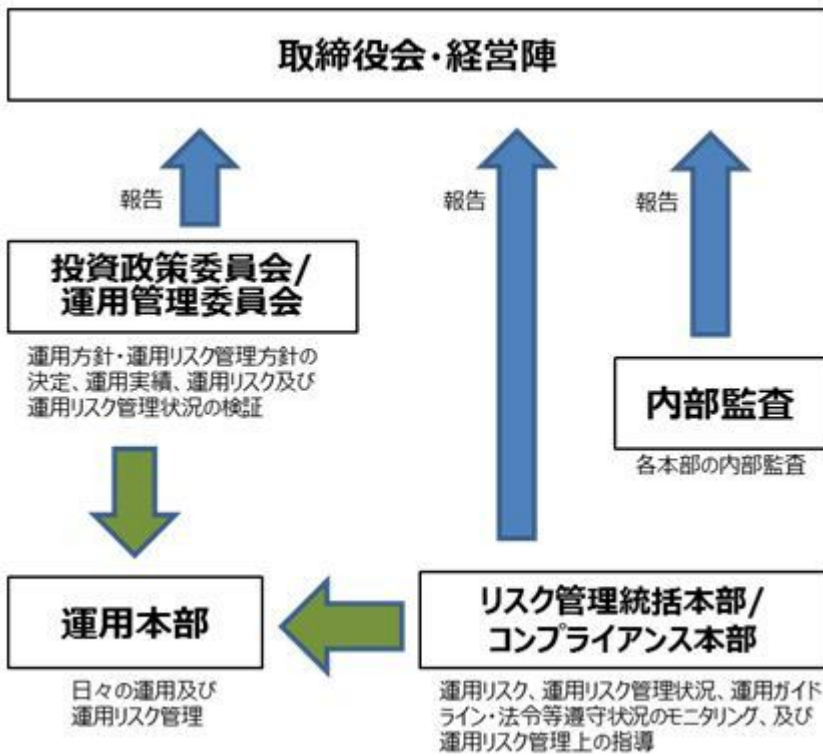 取締役会・経営陣
報告
報告
報告
投資政策委員会/
運用管理委員会
運用方針・運用リスク管理方針の
決定、運用実績、運用リスク及び
運用リスク管理状況の検証
内部監査
各本部の内部監査
運用本部
日々の運用及び
運用リスク管理
リスク管理統括本部/
コンプライアンス本部
運用リスク、運用リスク管理状況、運用ガイド
ライン・法令等遵守状況のモニタリング、及び
運用リスク管理上の指導